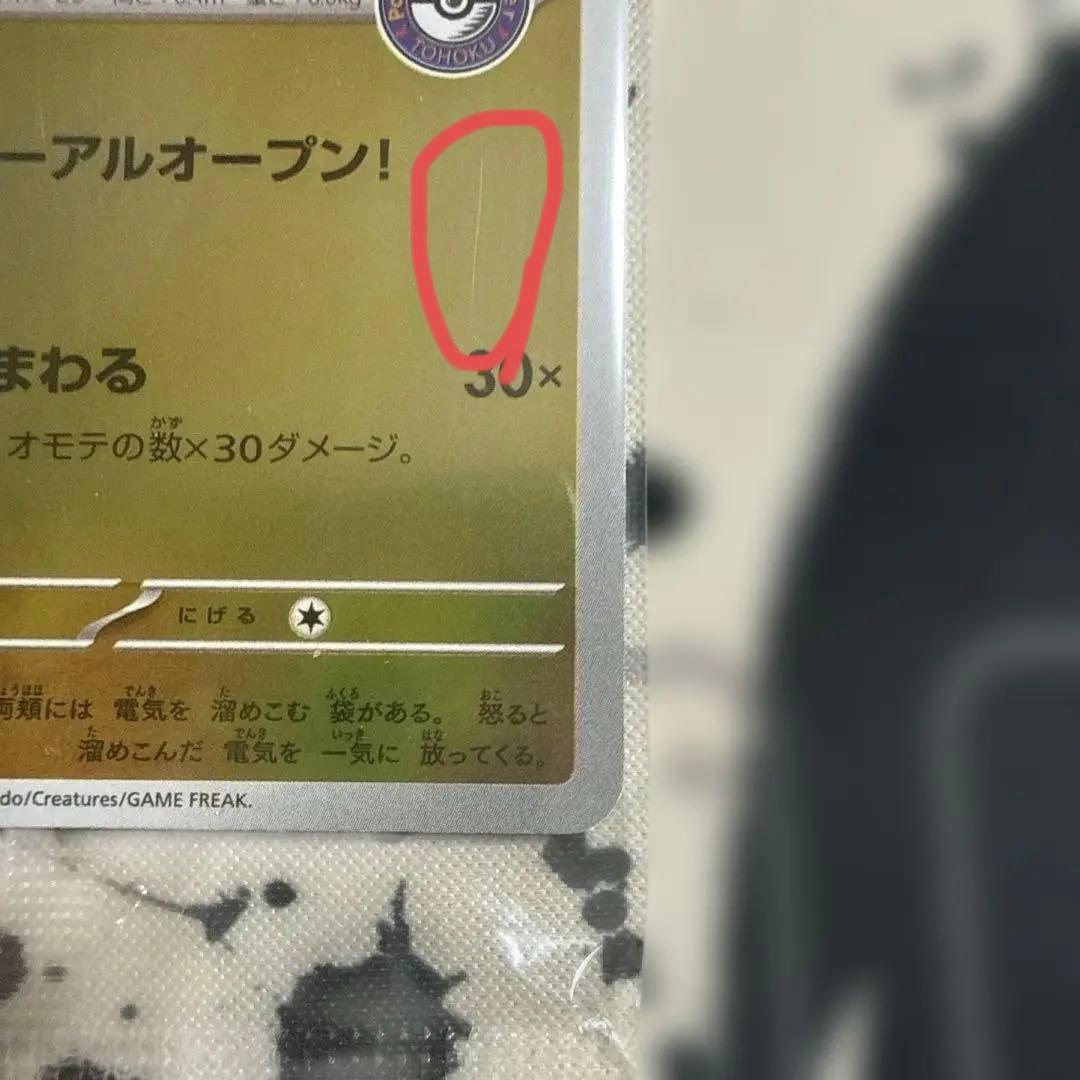 TOHOKU
ーアルオープン!
まわる 30×
オモテの数×30ダメージ。
にげる
両頬には 電気を 溜めこむ 袋がある。 怒ると
溜めこんだ 電気を 一気に 放ってくる。
do/Creatures/GAME FREAK.